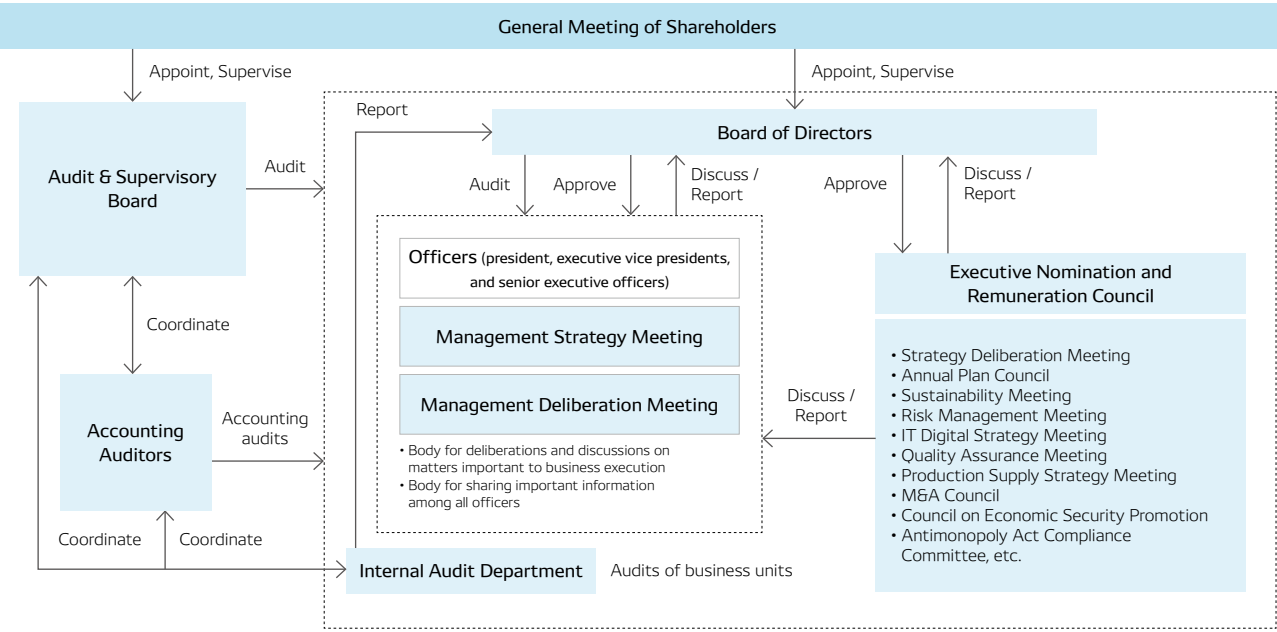 General Meeting of Shareholders
Appoint, Supervise
Appoint, Supervise
Report
Board of Directors
Audit & Supervisory
Board
Audit
Audit
Approve
Discuss /
Report
Approve
Discuss /
Report
Officers (president, executive vice presidents,
and senior executive officers)
Executive Nomination and
Remuneration Council
Coordinate
Management Strategy Meeting
Management Deliberation Meeting
• Strategy Deliberation Meeting
• Annual Plan Council
• Sustainability Meeting
• Risk Management Meeting
• IT Digital Strategy Meeting
• Quality Assurance Meeting
• Production Supply Strategy Meeting
• M&A Council
• Council on Economic Security Promotion
• Antimonopoly Act Compliance
Committee, etc.
Discuss /
Report
Accounting
Auditors
Accounting
audits
• Body for deliberations and discussions on
matters important to business execution
• Body for sharing important information
among all officers
Coordinate
Coordinate
Internal Audit Department
Audits of business units